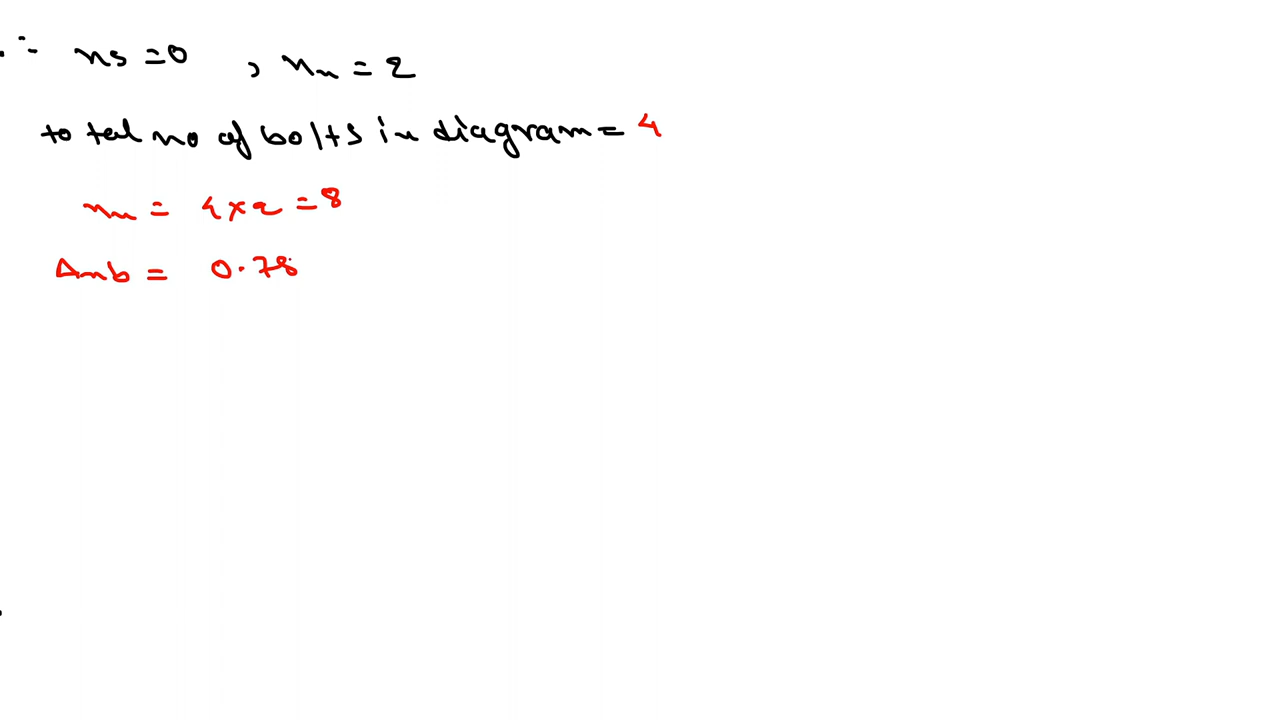 ∴ ns = 0 , nn = 2
total no of bolts in diagram = 4
nn = 4 × 2 = 8
Anb = 0.78